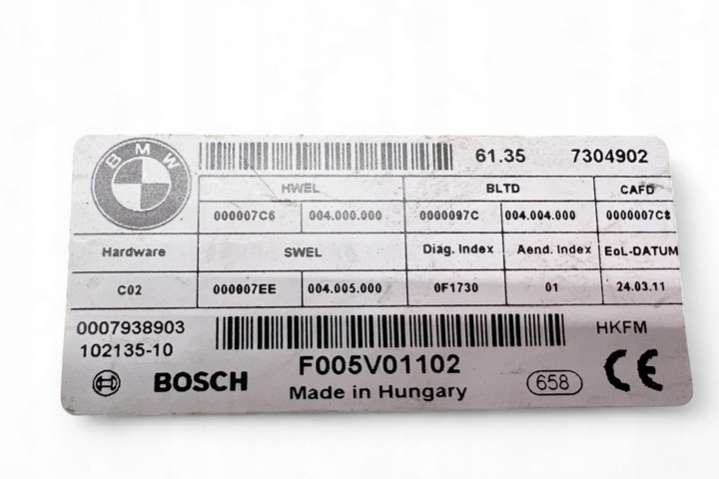 BMW
61.35 7304902
HWEL BLTD CAFD
000007C6 004.000.000 0000097C 004.004.000 0000007C8
Hardware SWEL Diag. Index Aend. Index EoL-DATUM
C02 000007EE 004.005.000 0F1730 01 24.03.11
0007938903 HKFM
102135-10
F005V01102
BOSCH Made in Hungary 658 CE